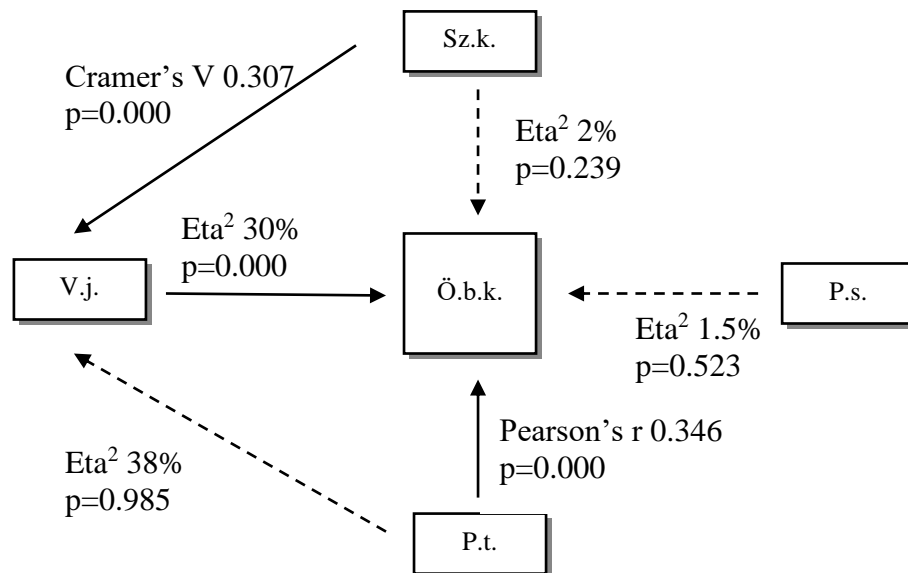 Sz.k.
Cramer’s V 0.307
p=0.000
Eta² 2%
p=0.239
Eta² 30%
p=0.000
V.j.
Ö.b.k.
P.s.
Eta² 1.5%
p=0.523
Pearson’s r 0.346
p=0.000
Eta² 38%
p=0.985
P.t.